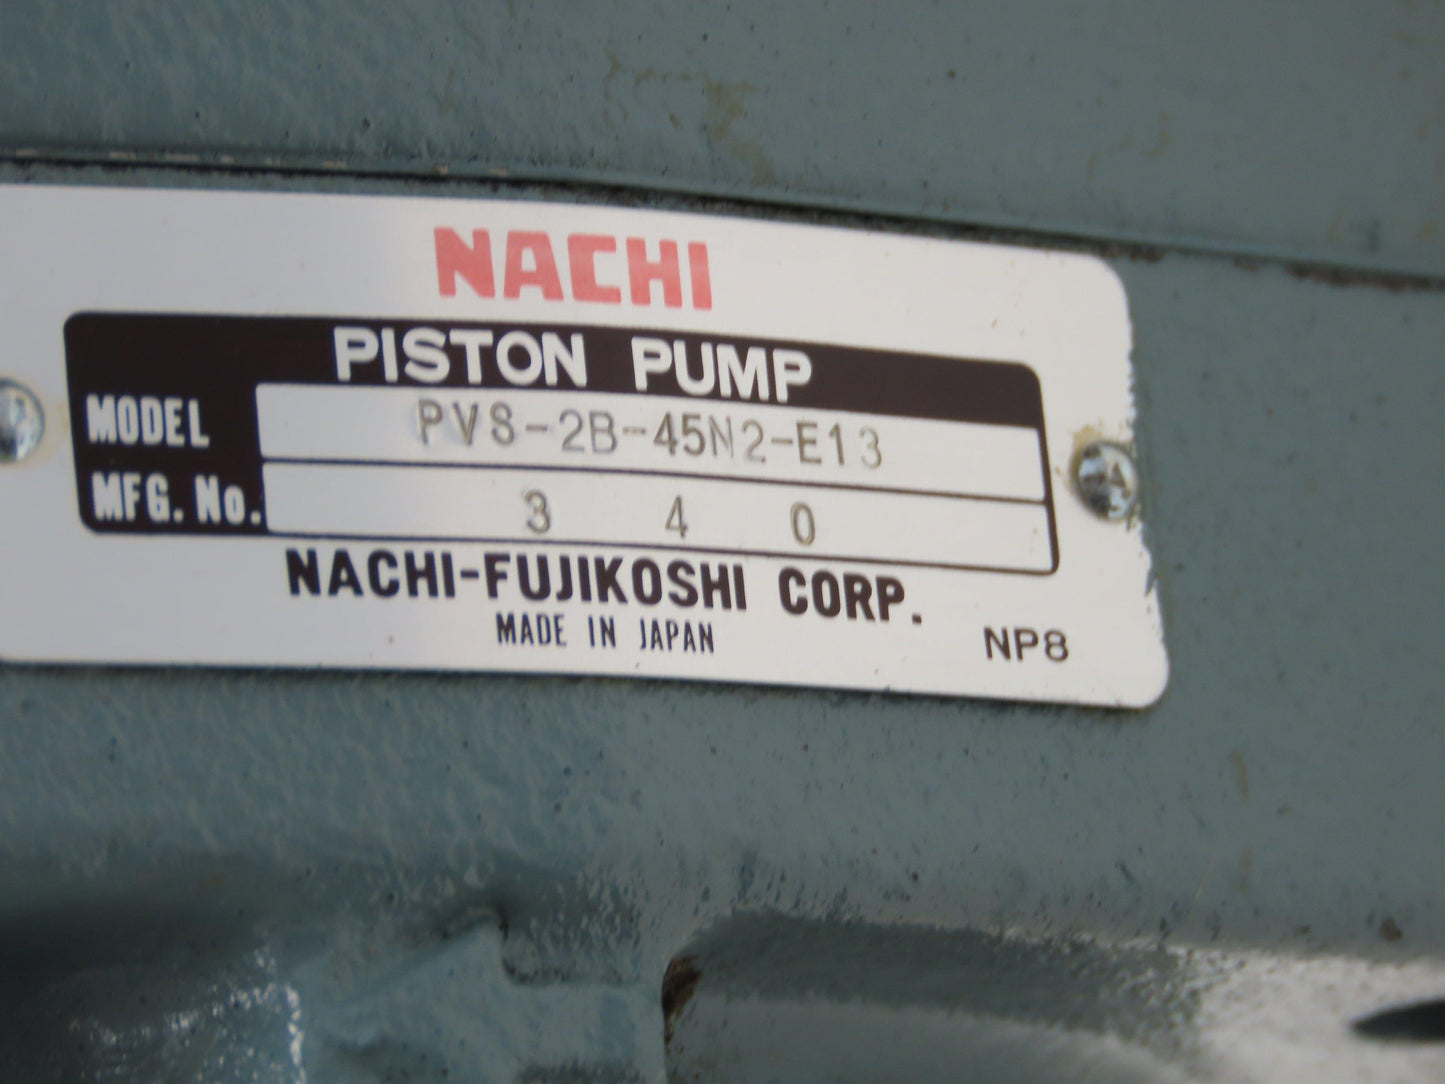 NACHI
PISTON PUMP
MODEL PVS-2B-45N2-E13
MFG. No. 3 4 0
NACHI-FUJIKOSHI CORP.
MADE IN JAPAN
NP8